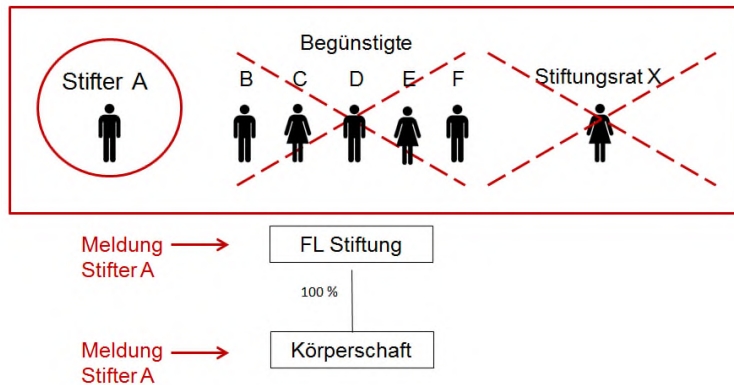 Begünstigte
Stifter A
B C D E F
Stiftungsrat X
Meldung
Stifter A
FL Stiftung
100 %
Meldung
Stifter A
Körperschaft